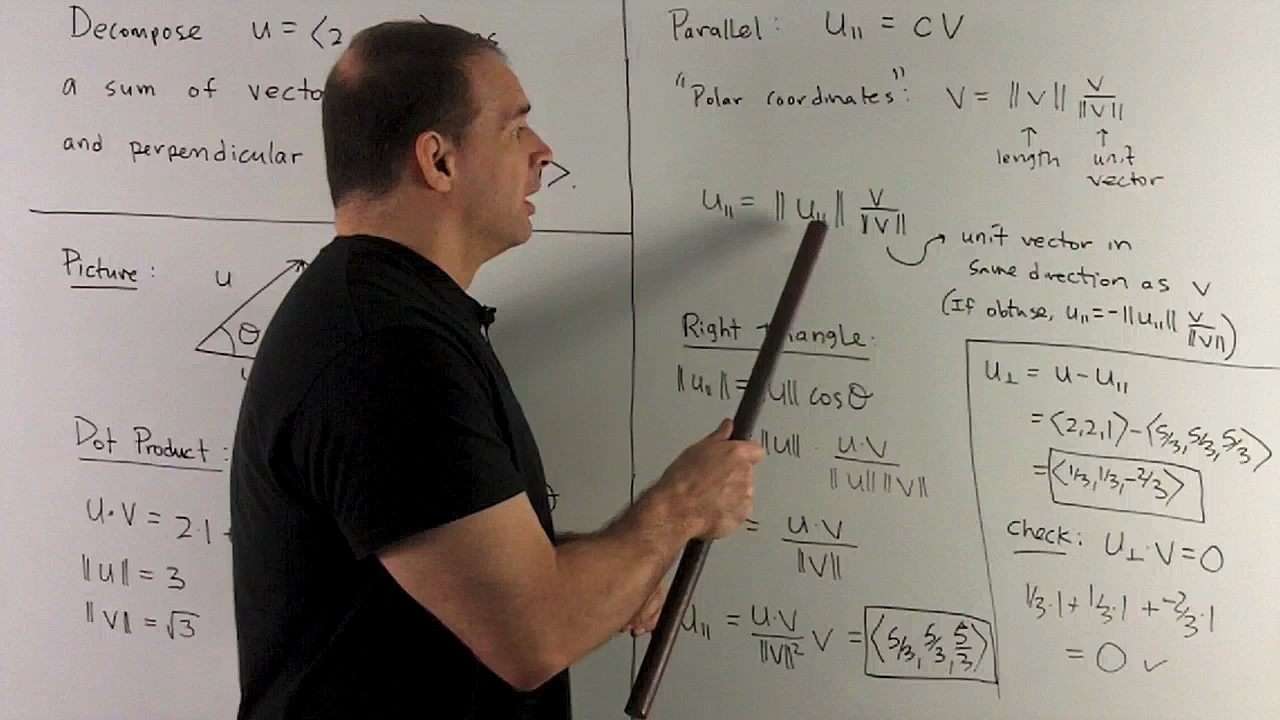 Decompose u = ⟨2
a sum of vecto
and perpendicular ⟩.
Picture:
u
θ
Dot Product:
u·v = 2·1
||u|| = 3
||v|| = √3
Parallel: u∥ = cv
"Polar coordinates": v = ||v|| v/||v||
↑ length ↑ unit vector
u∥ = ||u∥|| v/||v||
unit vector in
same direction as v
(If obtuse, u∥ = -||u∥|| v/||v||)
Right triangle:
||u∥|| = u|| cosθ
||u|| · u·v/||u|| ||v||
= u·v/||v||
u∥ = u·v/||v||² v = ⟨5/3, 5/3, 5/3⟩
u⊥ = u - u∥
= ⟨2,2,1⟩ - ⟨5/3, 5/3, 5/3⟩
= ⟨1/3, 1/3, -2/3⟩
Check: u⊥·v = 0
1/3·1 + 1/3·1 + -2/3·1
= 0 ✓